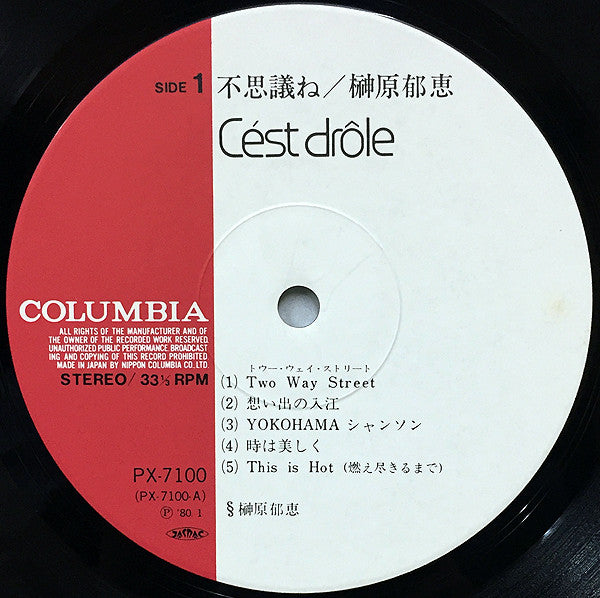 SIDE 1 不思議ね／榊原郁恵
Cést drôle
COLUMBIA
ALL RIGHTS OF THE MANUFACTURER AND OF
THE OWNER OF THE RECORDED WORK RESERVED.
UNAUTHORIZED PUBLIC PERFORMANCE BROADCAST
ING AND COPYING OF THIS RECORD PROHIBITED
MADE IN JAPAN BY NIPPON COLUMBIA CO.LTD.
STEREO/33⅓ RPM
トウー・ウェイ・ストリート
(1) Two Way Street
(2) 想い出の入江
(3) YOKOHAMA シャンソン
(4) 時は美しく
(5) This is Hot (燃え尽きるまで)
PX-7100
(PX-7100-A)
Ⓟ '80. 1
JASRAC
§榊原郁恵